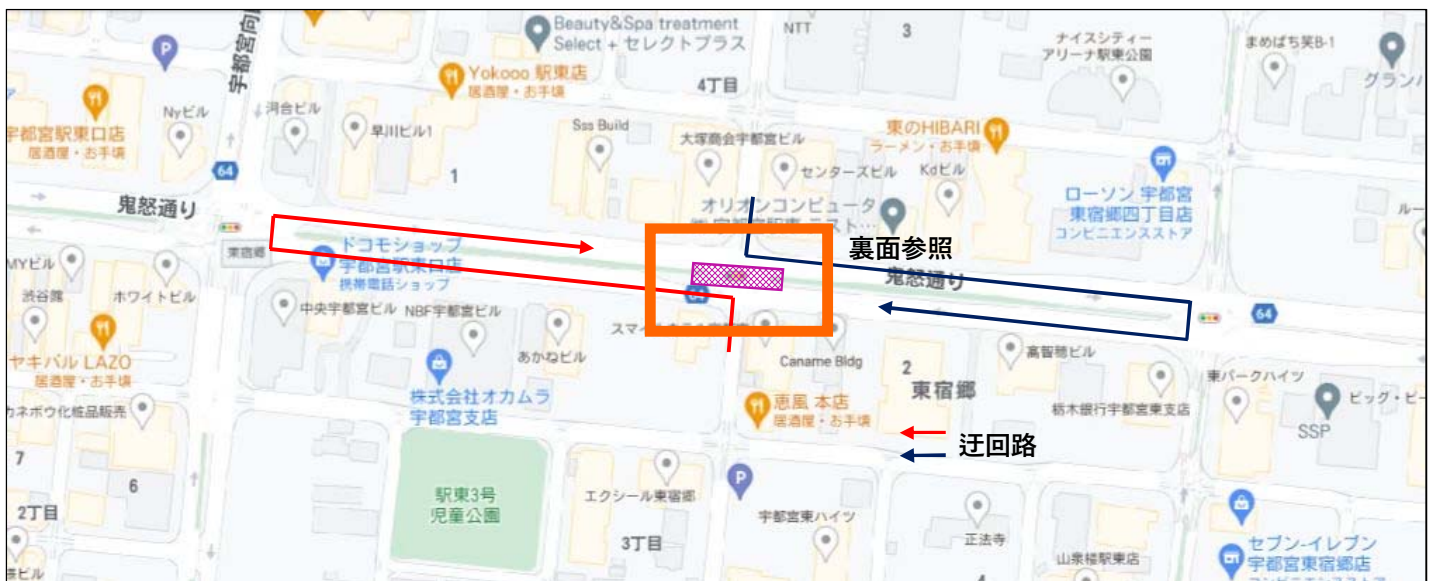 Beauty&Spa treatment
Select + セレクトプラス
NTT
3
ナイスシティー
アリーナ駅東公園
まめぱち笑B-1
グラン
宇都宮向
Yokooo 駅東店
居酒屋・お手頃
4丁目
Nyビル
河合ビル
早川ビル1
Sss Build
大塚商会宇都宮ビル
東のHIBARI
ラーメン・お手頃
宇都宮駅東口店
居酒屋・お手頃
64
1
センタースビル
Kdビル
ローソン 宇都宮
東宿郷四丁目店
コンビニエンスストア
鬼怒通り
オリオンコンピュータ
裏面参照
東宿郷
ドコモショップ
宇都宮駅東口店
携帯電話ショップ
鬼怒通り
MYビル
渋谷館
ホワイトビル
中央宇都宮ビル
NBF宇都宮ビル
64
64
あかねビル
Caname Bldg
高智穂ビル
ヤキバル LAZO
居酒屋・お手頃
株式会社オカムラ
宇都宮支店
2
東宿郷
東パークハイツ
ビッグ・ビー
カネボウ化粧品販売
恵風 本店
居酒屋・お手頃
栃木銀行宇都宮東支店
SSP
迂回路
7
6
2丁目
駅東3号
児童公園
エクシール東宿郷
P
宇都宮東ハイツ
3丁目
正法寺
山泉楼駅東店
セブン-イレブン
宇都宮東宿郷店